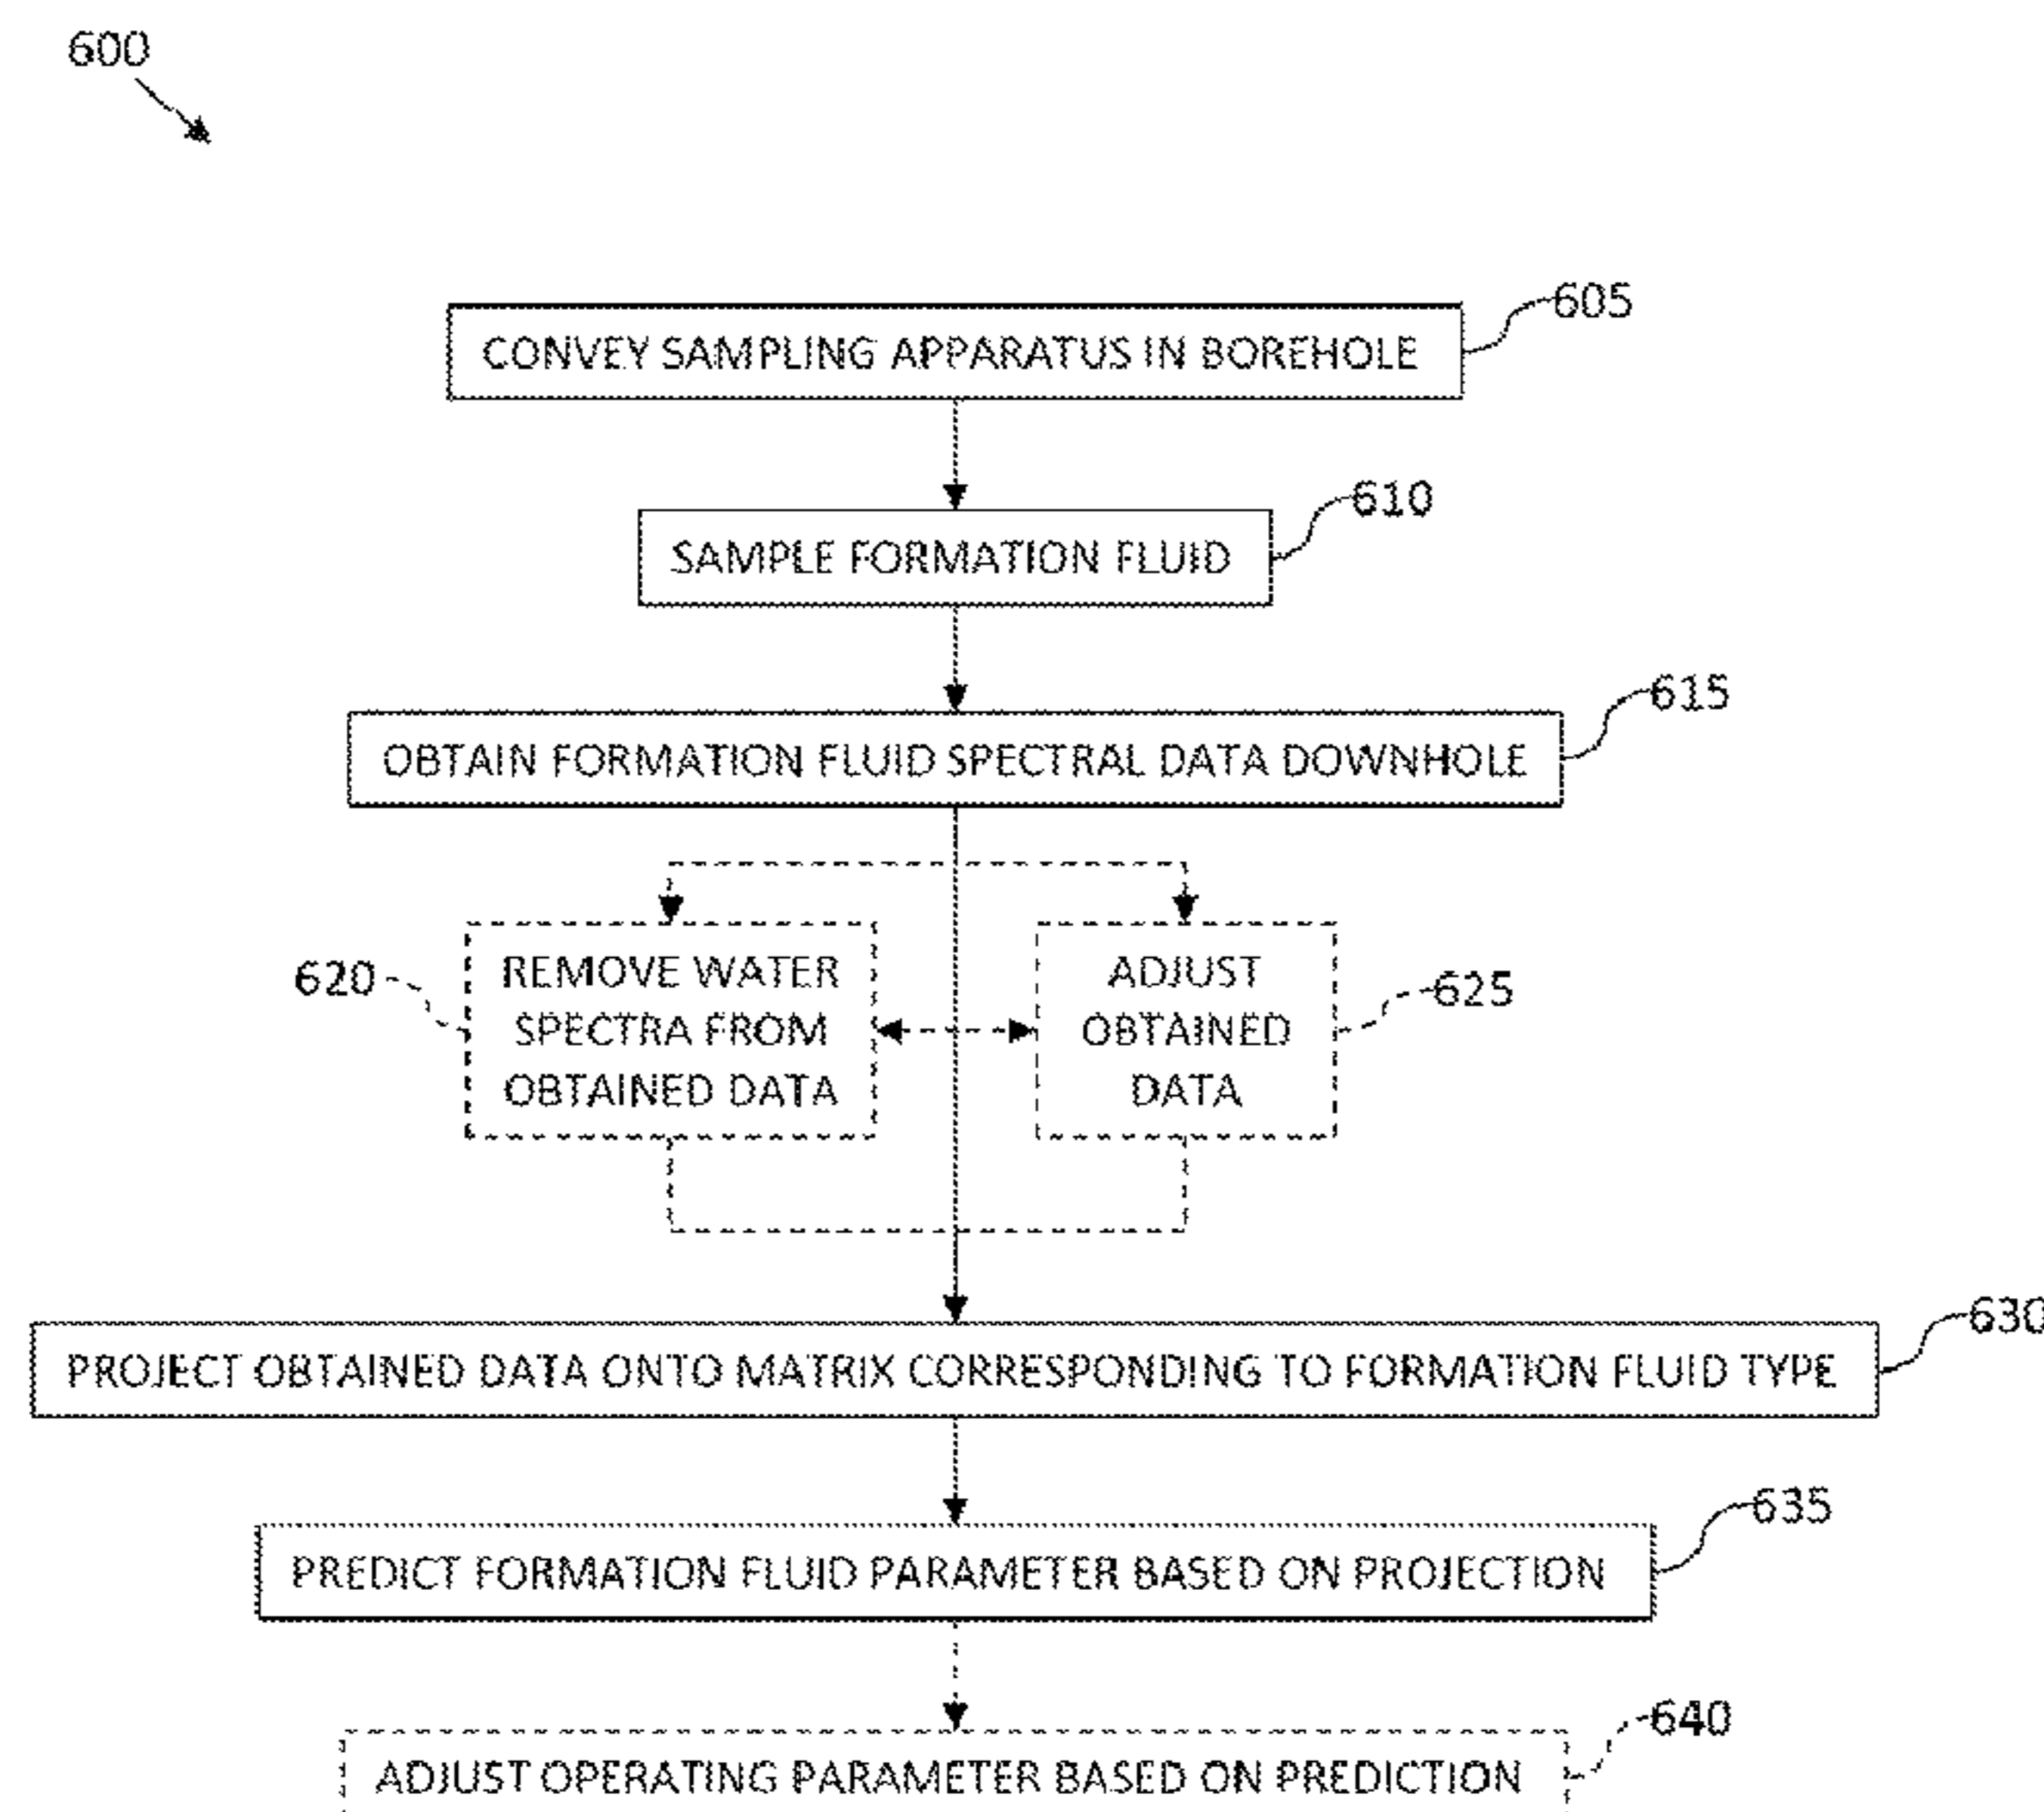 600
CONVEY SAMPLING APPARATUS IN BOREHOLE
605
SAMPLE FORMATION FLUID
610
OBTAIN FORMATION FLUID SPECTRAL DATA DOWNHOLE
615
620
REMOVE WATER
SPECTRA FROM
OBTAINED DATA
ADJUST
OBTAINED
DATA
625
PROJECT OBTAINED DATA ONTO MATRIX CORRESPONDING TO FORMATION FLUID TYPE
630
PREDICT FORMATION FLUID PARAMETER BASED ON PROJECTION
635
ADJUST OPERATING PARAMETER BASED ON PREDICTION
640